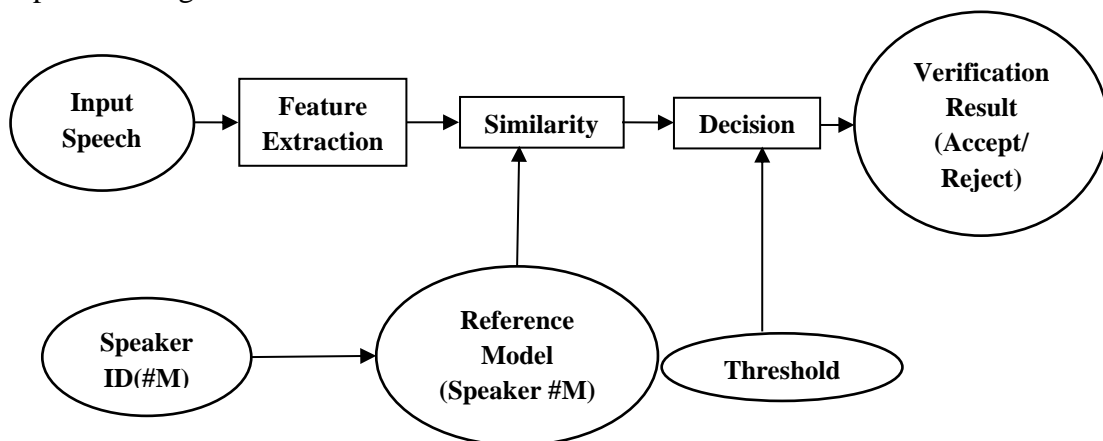 Input
Speech
Feature
Extraction
Similarity
Decision
Verification
Result
(Accept/
Reject)
Speaker
ID(#M)
Reference
Model
(Speaker #M)
Threshold